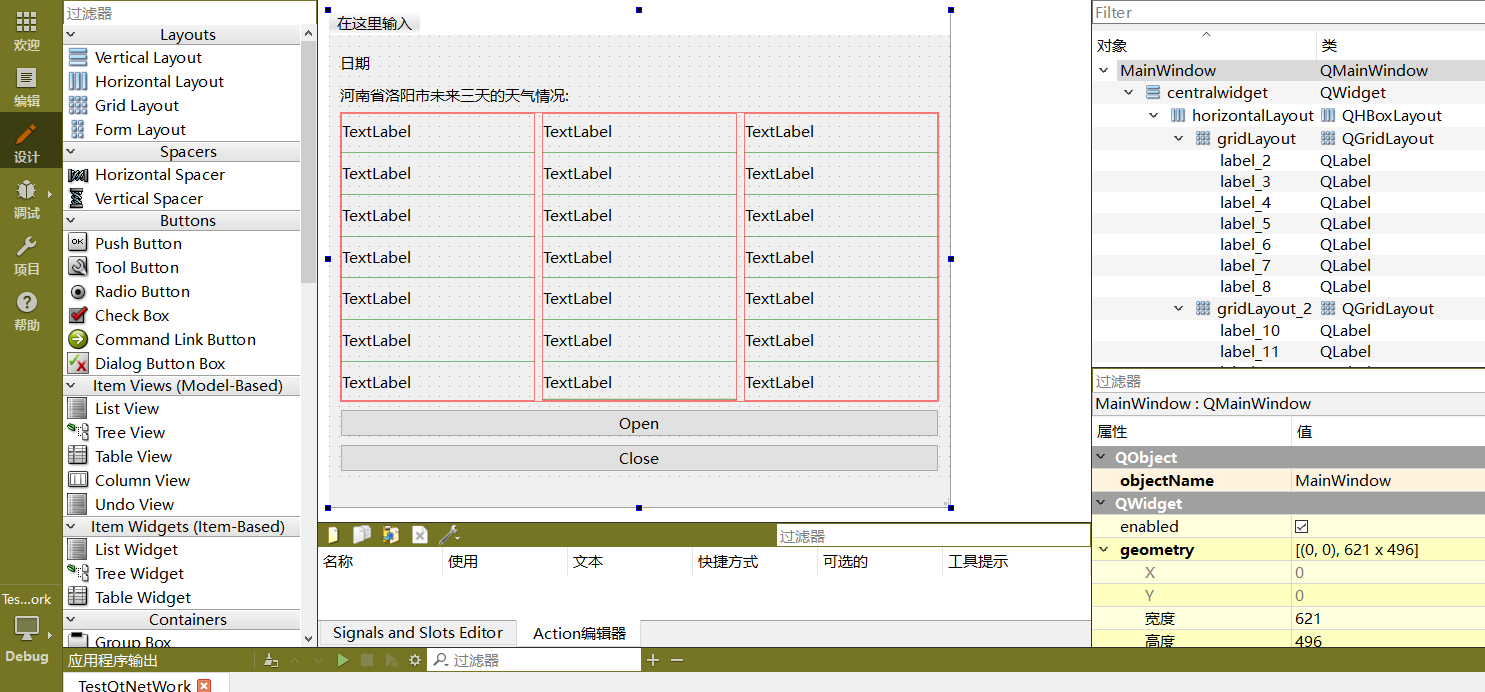 欢迎
编辑
设计
调试
项目
帮助
Tes...ork
Debug
过滤器
Layouts
Vertical Layout
Horizontal Layout
Grid Layout
Form Layout
Spacers
Horizontal Spacer
Vertical Spacer
Buttons
OK Push Button
Tool Button
Radio Button
Check Box
Command Link Button
Dialog Button Box
Item Views (Model-Based)
List View
Tree View
Table View
Column View
Undo View
Item Widgets (Item-Based)
List Widget
Tree Widget
Table Widget
Containers
Group Box
在这里输入
日期
河南省洛阳市未来三天的天气情况:
TextLabel TextLabel TextLabel
TextLabel TextLabel TextLabel
TextLabel TextLabel TextLabel
TextLabel TextLabel TextLabel
TextLabel TextLabel TextLabel
TextLabel TextLabel TextLabel
TextLabel TextLabel TextLabel
Open
Close
过滤器
名称 使用 文本 快捷方式 可选的 工具提示
Signals and Slots Editor Action编辑器
Filter
对象 类
MainWindow QMainWindow
centralwidget QWidget
horizontalLayout QHBoxLayout
gridLayout QGridLayout
label_2 QLabel
label_3 QLabel
label_4 QLabel
label_5 QLabel
label_6 QLabel
label_7 QLabel
label_8 QLabel
gridLayout_2 QGridLayout
label_10 QLabel
label_11 QLabel
过滤器
MainWindow : QMainWindow
属性 值
QObject
objectName MainWindow
QWidget
enabled
geometry [(0, 0), 621 x 496]
X 0
Y 0
宽度 621
高度 496
应用程序输出 过滤器
TestQtNetWork